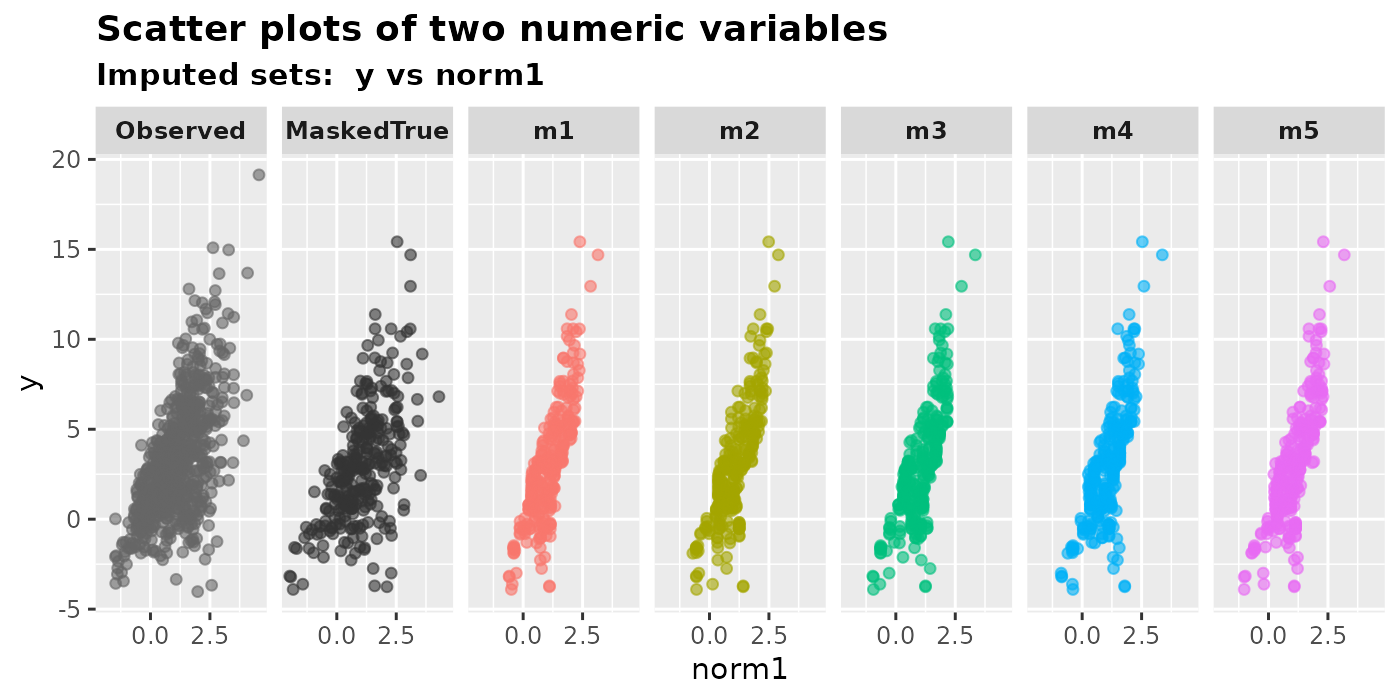 Scatter plots of two numeric variables
Imputed sets:  y vs norm1
Observed MaskedTrue m1 m2 m3 m4 m5
20
15
10
5
0
-5
y
0.0 2.5 0.0 2.5 0.0 2.5 0.0 2.5 0.0 2.5 0.0 2.5 0.0 2.5
norm1